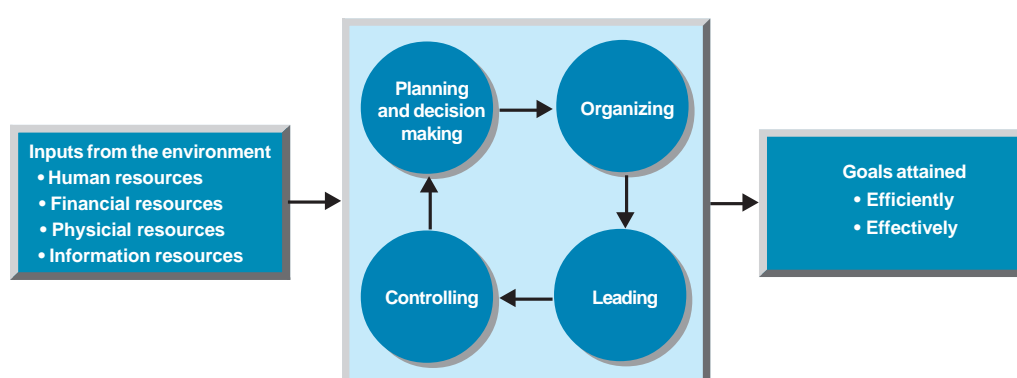 Inputs from the environment
• Human resources
• Financial resources
• Physicial resources
• Information resources
Planning
and decision
making
Organizing
Controlling
Leading
Goals attained
• Efficiently
• Effectively